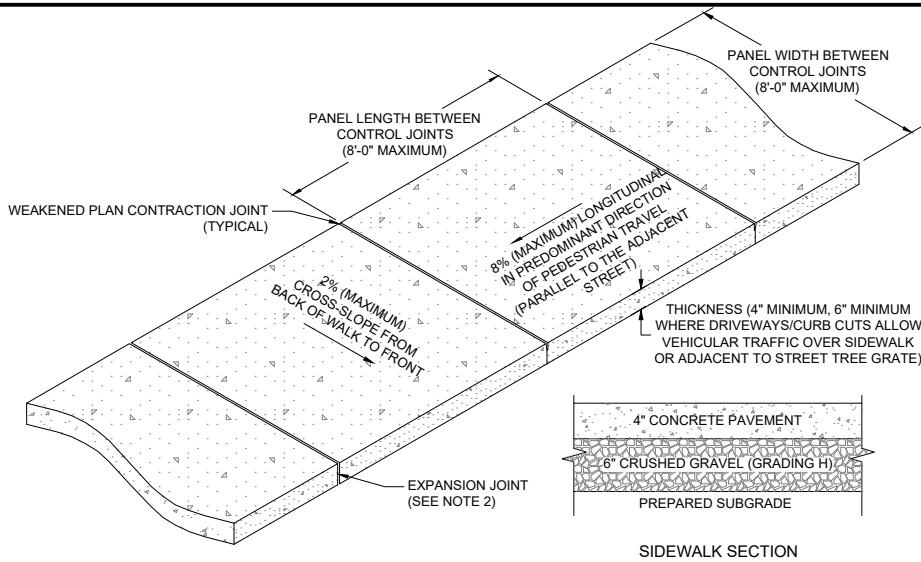 PANEL WIDTH BETWEEN
CONTROL JOINTS
(8'-0" MAXIMUM)
PANEL LENGTH BETWEEN
CONTROL JOINTS
(8'-0" MAXIMUM)
WEAKENED PLAN CONTRACTION JOINT
(TYPICAL)
8% (MAXIMUM) LONGITUDINAL
IN PREDOMINANT DIRECTION
OF PEDESTRIAN TRAVEL
(PARALLEL TO THE ADJACENT
STREET)
2% (MAXIMUM)
CROSS-SLOPE FROM
BACK OF WALK TO FRONT
THICKNESS (4" MINIMUM, 6" MINIMUM
WHERE DRIVEWAYS/CURB CUTS ALLOW
VEHICULAR TRAFFIC OVER SIDEWALK
OR ADJACENT TO STREET TREE GRATE)
EXPANSION JOINT
(SEE NOTE 2)
4" CONCRETE PAVEMENT
6" CRUSHED GRAVEL (GRADING H)
PREPARED SUBGRADE
SIDEWALK SECTION